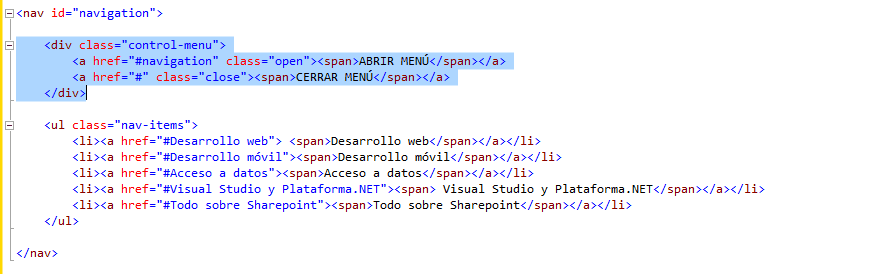 <nav id="navigation">
<div class="control-menu">
<a href="#navigation" class="open"><span>ABRIR MENÚ</span></a>
<a href="#" class="close"><span>CERRAR MENÚ</span></a>
</div>
<ul class="nav-items">
<li><a href="#Desarrollo web"> <span>Desarrollo web</span></a></li>
<li><a href="#Desarrollo móvil"><span>Desarrollo móvil</span></a></li>
<li><a href="#Acceso a datos"><span>Acceso a datos</span></a></li>
<li><a href="#Visual Studio y Plataforma.NET"><span> Visual Studio y Plataforma.NET</span></a></li>
<li><a href="#Todo sobre Sharepoint"><span>Todo sobre Sharepoint</span></a></li>
</ul>
</nav>